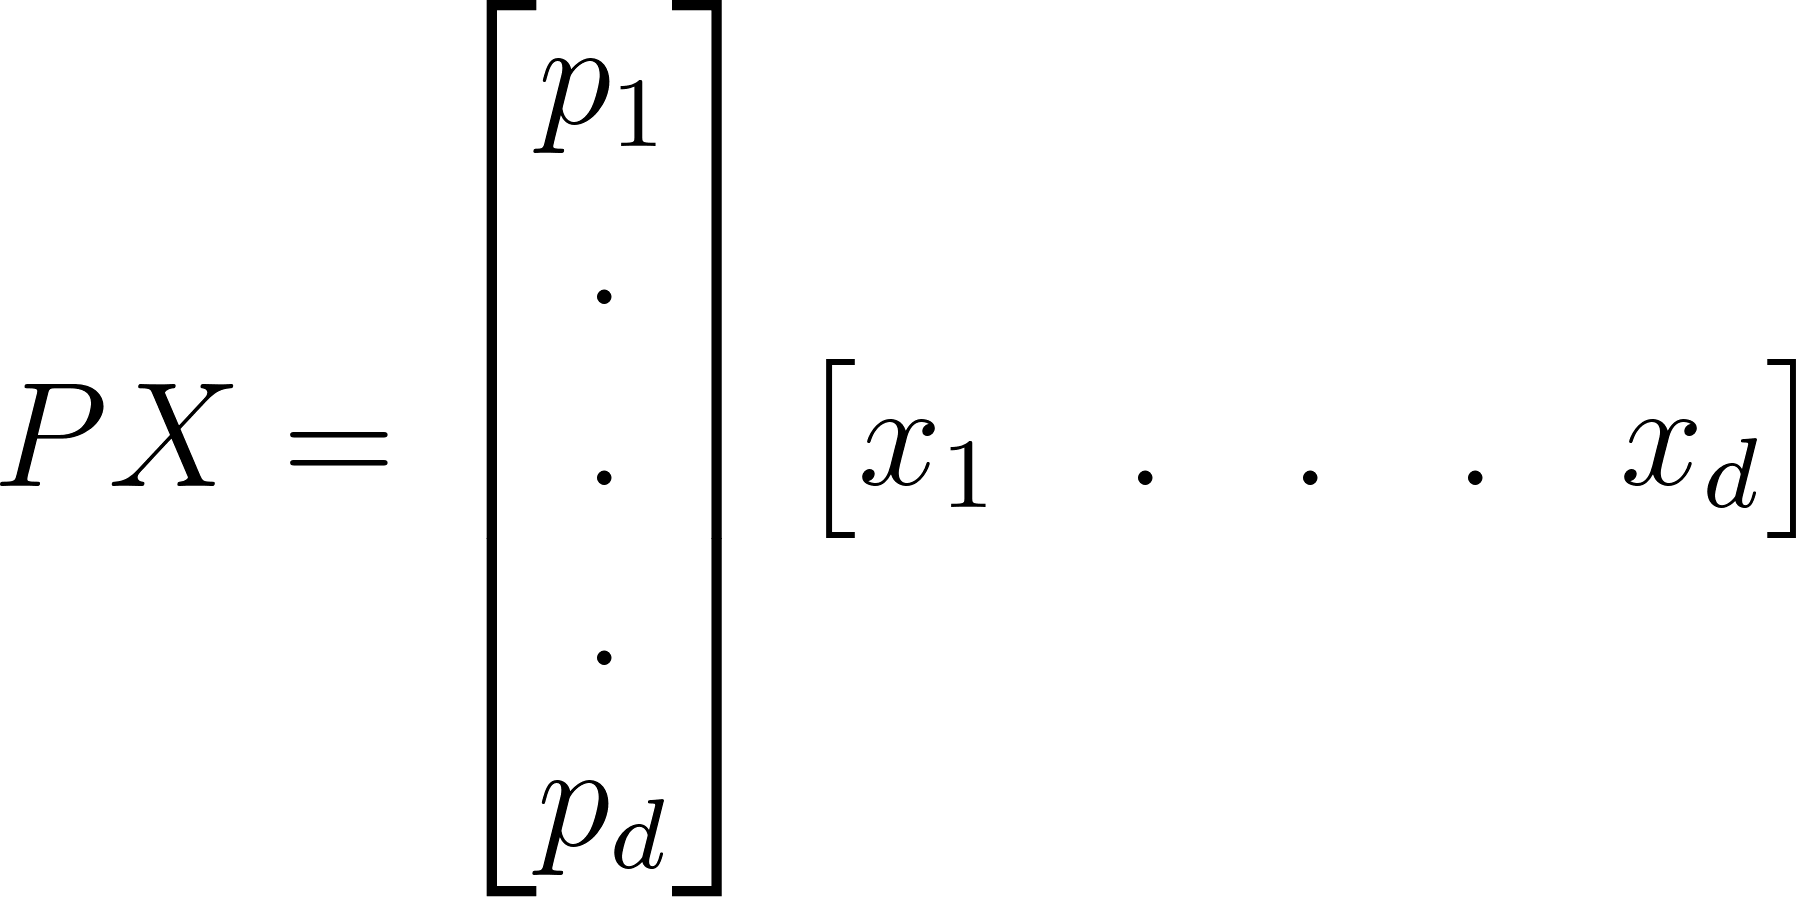 PX = [p₁ . . . p_d] [x₁ . . . x_d]